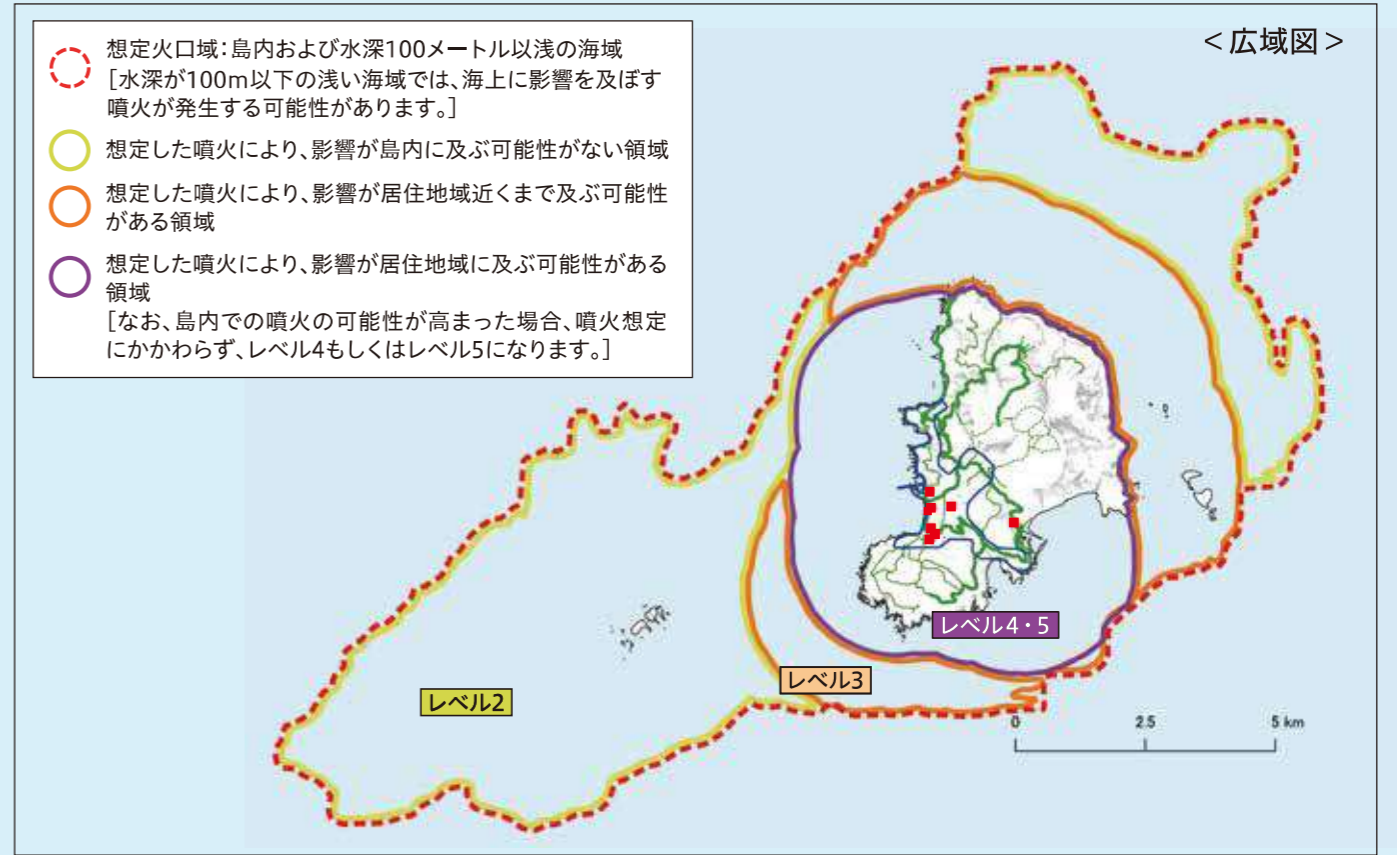 <広域図>
想定火口域:島内および水深100メートル以浅の海域
[水深が100m以下の浅い海域では、海上に影響を及ぼす
噴火が発生する可能性があります。]
想定した噴火により、影響が島内に及ぶ可能性がない領域
想定した噴火により、影響が居住地域近くまで及ぶ可能性
がある領域
想定した噴火により、影響が居住地域に及ぶ可能性がある
領域
[なお、島内での噴火の可能性が高まった場合、噴火想定
にかかわらず、レベル4もしくはレベル5になります。]
レベル4・5
レベル3
レベル2
0 2.5 5 km